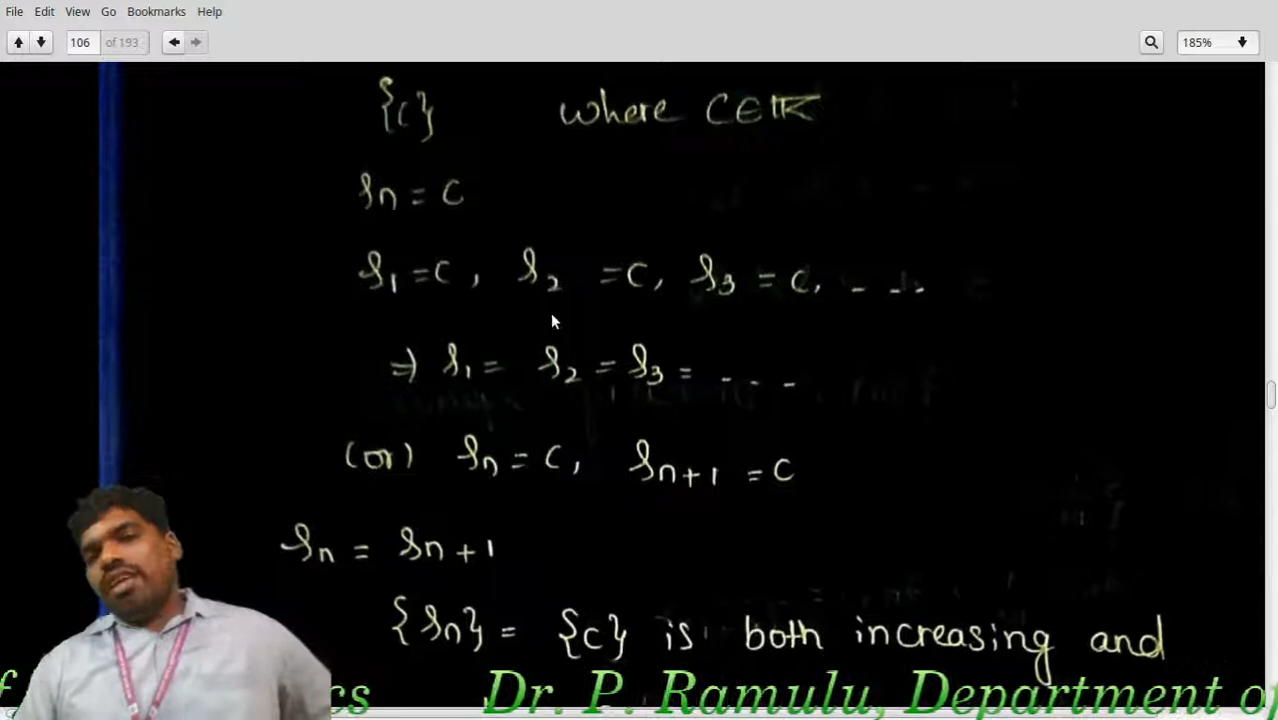 File Edit View Go Bookmarks Help
106 of 193 185%
{c} where C∈ℝ
Sn = C
S1 = C, S2 = C, S3 = C, - - -
⇒ S1 = S2 = S3 = - - -
(or) Sn = C, Sn+1 = C
Sn = Sn+1
{Sn} = {c} is both increasing and
cs Dr. P. Ramulu, Department o